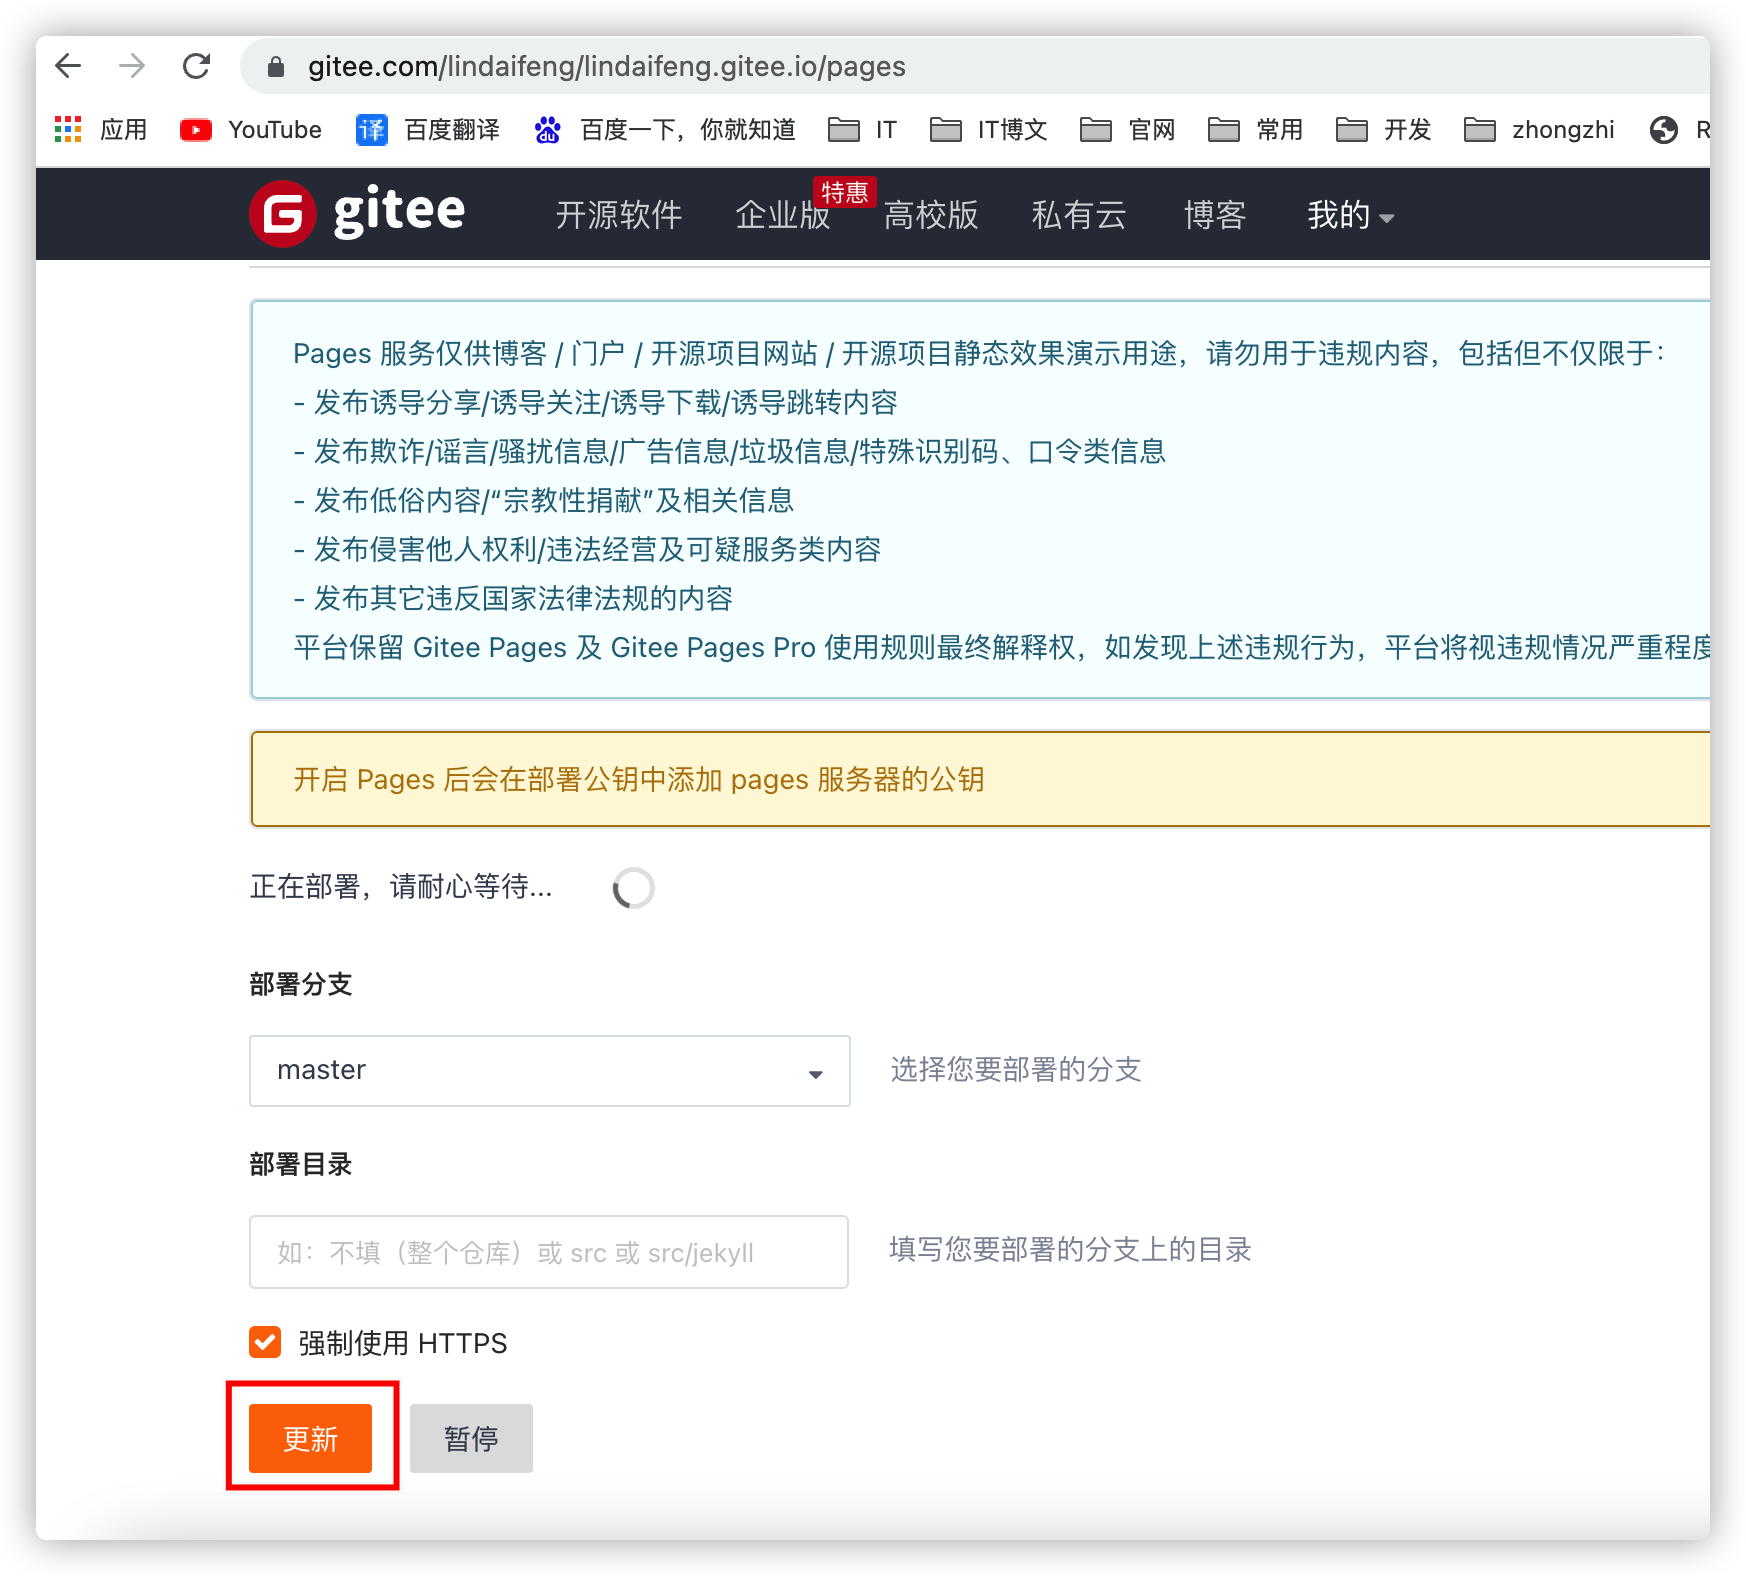 gitee.com/lindaifeng/lindaifeng.gitee.io/pages
应用 YouTube 译 百度翻译 du 百度一下，你就知道 IT IT博文 官网 常用 开发 zhongzhi R
G gitee 开源软件 企业版 特惠 高校版 私有云 博客 我的
Pages 服务仅供博客 / 门户 / 开源项目网站 / 开源项目静态效果演示用途，请勿用于违规内容，包括但不仅限于：
- 发布诱导分享/诱导关注/诱导下载/诱导跳转内容
- 发布欺诈/谣言/骚扰信息/广告信息/垃圾信息/特殊识别码、口令类信息
- 发布低俗内容/“宗教性捐献”及相关信息
- 发布侵害他人权利/违法经营及可疑服务类内容
- 发布其它违反国家法律法规的内容
平台保留 Gitee Pages 及 Gitee Pages Pro 使用规则最终解释权，如发现上述违规行为，平台将视违规情况严重程度
开启 Pages 后会在部署公钥中添加 pages 服务器的公钥
正在部署，请耐心等待...
部署分支
master 选择您要部署的分支
部署目录
如：不填（整个仓库）或 src 或 src/jekyll 填写您要部署的分支上的目录
强制使用 HTTPS
更新 暂停